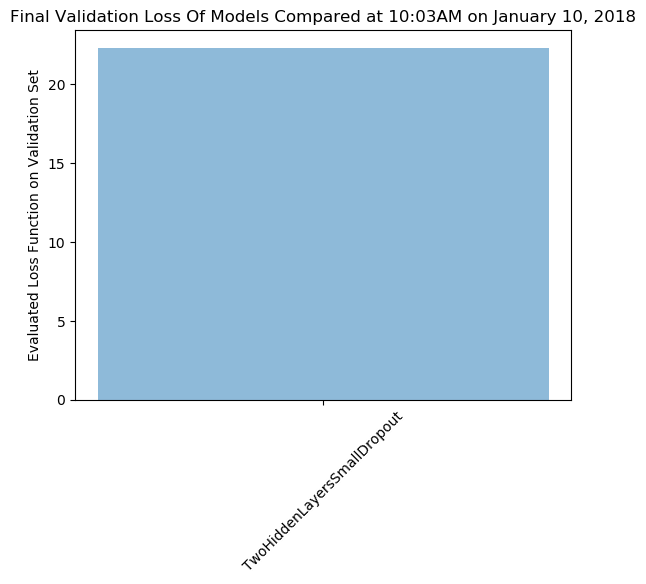 Final Validation Loss Of Models Compared at 10:03AM on January 10, 2018
Evaluated Loss Function on Validation Set
20
15
10
5
0
TwoHiddenLayersSmallDropout